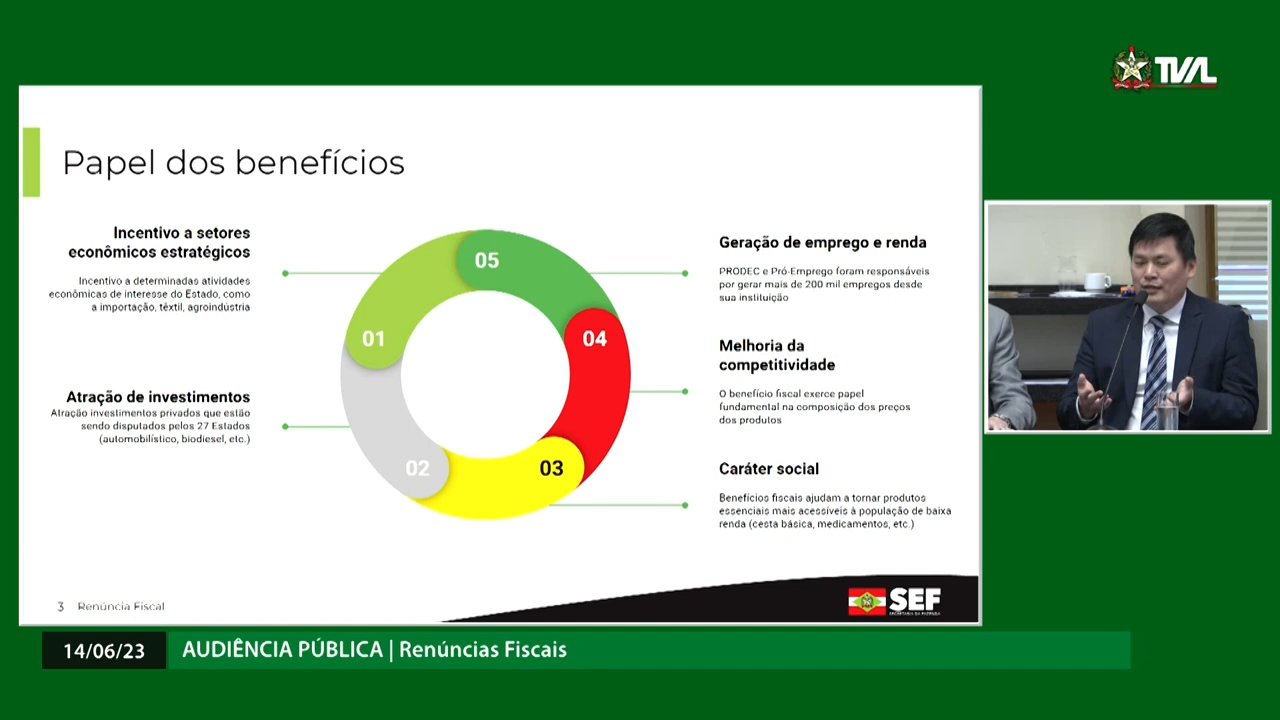 TVAL
Papel dos benefícios
Incentivo a setores
econômicos estratégicos
Incentivo a determinadas atividades
econômicas de interesse do Estado, como
a importação, têxtil, agroindústria
Atração de investimentos
Atração investimentos privados que estão
sendo disputados pelos 27 Estados
(automobilístico, biodiesel, etc.)
05
01
04
02
03
Geração de emprego e renda
PRODEC e Pró-Emprego foram responsáveis
por gerar mais de 200 mil empregos desde
sua instituição
Melhoria da
competitividade
O benefício fiscal exerce papel
fundamental na composição dos preços
dos produtos
Caráter social
Benefícios fiscais ajudam a tornar produtos
essenciais mais acessíveis à população de baixa
renda (cesta básica, medicamentos, etc.)
3 Renúncia Fiscal
SEF
14/06/23
AUDIÊNCIA PÚBLICA | Renúncias Fiscais